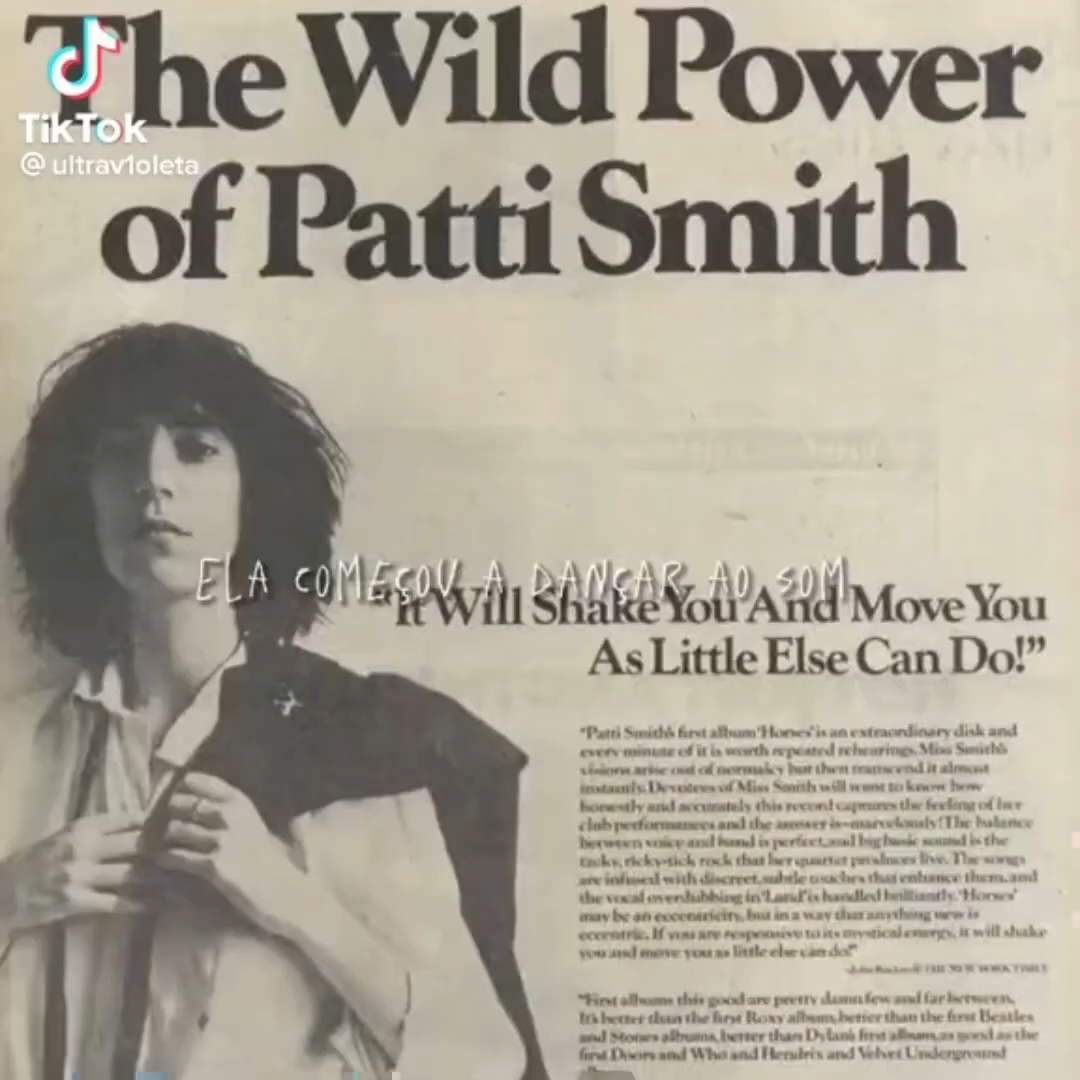 The Wild Power
of Patti Smith
TikTok
@ultrav1oleta
ELA COMEÇOU A DANÇAR AO SOM
"It Will Shake You And Move You
As Little Else Can Do!"
"Patti Smith's first album 'Horses' is an extraordinary disk and
every minute of it is worth repeated rehearings. Miss Smith's
visions arise out of normalcy but then transcend it almost
instantly. Devotees of Miss Smith will want to know how
honestly and accurately this record captures the feeling of her
club performances and the answer is—marvelously! The balance
between voice and band is perfect, and big basic sound is the
tacky, ricky-tick rock that her quartet produces live. The songs
are infused with discreet, subtle touches that enhance them, and
the vocal overdubbing in 'Land' is handled brilliantly. 'Horses'
may be an eccentricity, but in a way that anything new is
eccentric. If you are responsive to its mystical energy, it will shake
you and move you as little else can do!"
THE NEW YORK TIMES
"First albums this good are pretty damn few and far between.
It's better than the first Roxy album, better than the first Beatles
and Stones albums, better than Dylan's first album, as good as the
first Doors and Who and Hendrix and Velvet Underground